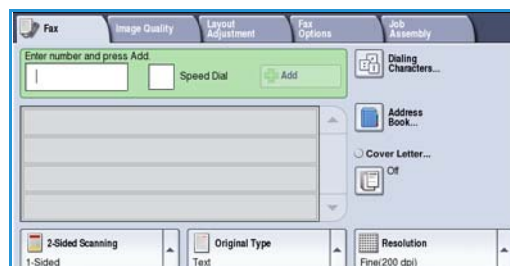 Fax
Image Quality
Layout
Adjustment
Fax
Options
Job
Assembly
Enter number and press Add.
Speed Dial
Add
Dialing
Characters...
Address
Book...
Cover Letter...
Off
2-Sided Scanning
1-Sided
Original Type
Text
Resolution
Fine(200 dpi)